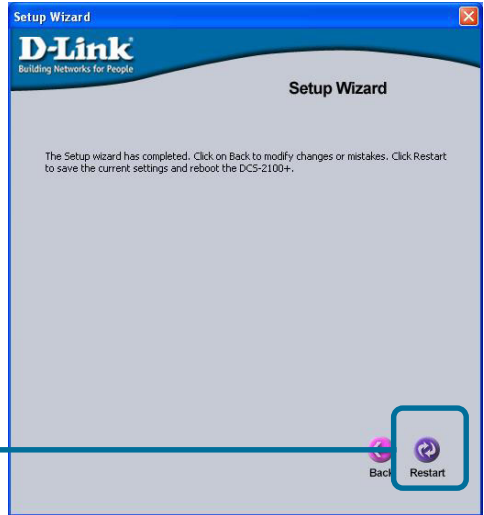 Setup Wizard
D-Link
Building Networks for People
Setup Wizard
The Setup wizard has completed. Click on Back to modify changes or mistakes. Click Restart
to save the current settings and reboot the DCS-2100+.
Back Restart